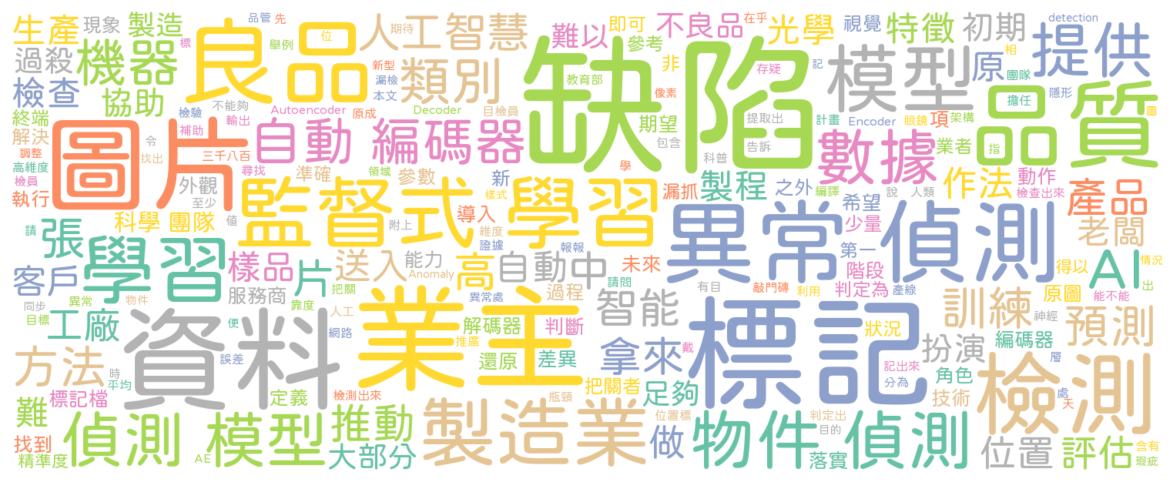 生產 品管 先 製造 良品 位 期待 人工智慧 難以 即可 不良品 在乎 光學 視覺 特徵 初期 detection 提供
過殺 現象 機器 舉例 標 新型 漏檢 本文 類別 缺陷 教育部 參考 非 存疑 模型 記 原 相 團隊 品質
檢查 協助 檢驗 不能夠 Autoencoder 原成 Decoder 目檢員 像素 提取出 計畫 Encoder 隱形 擔任 眼鏡 項 架構 圖
終端 解決 調整 高維度 補助 令 找出 輸出 圖片 自動 編碼器 期望 包含 告訴 科普 數據 業者 指
檢員 執行 外觀 至少 三千八百 尋找 領域 準確 參數 監督式 學習 新 樣式 學 漏抓 製程 之外 編譯 說 人類 作法 動作 檢查出來 產品
請 張 科學 團隊 值 附上 維度 導入 證據 報報 異常 偵測 希望 少量 第一 老闆
客戶 學習 樣品 片 送入 能力 Anomaly 高 自動中 未來 請問 有目 敲門磚 利用 階段 判定為 產線 得以 AI 情況 出
同步 目標 異常 物件 便 服務商 把關 靠度 人工 異常處 過程 智能 狀況 原圖 能不能
工廠 資料 網路 業主 推廣 解碼器 判斷 標記 訓練 神經 預測
方法 時 平均 誤差 還原 差異 拿來 戴 記出來 分為 扮演 編碼器 層
難 標記檔 定義 檢測出來 瓶頸 把關者 足夠 角色 技術 處 天 檢測
找到 精準度 偵測 模型 AE 推動 大部分 製造業 做 位置標 物件 偵測 判定出 目的 落實 位置 評估 含有 瑕疵